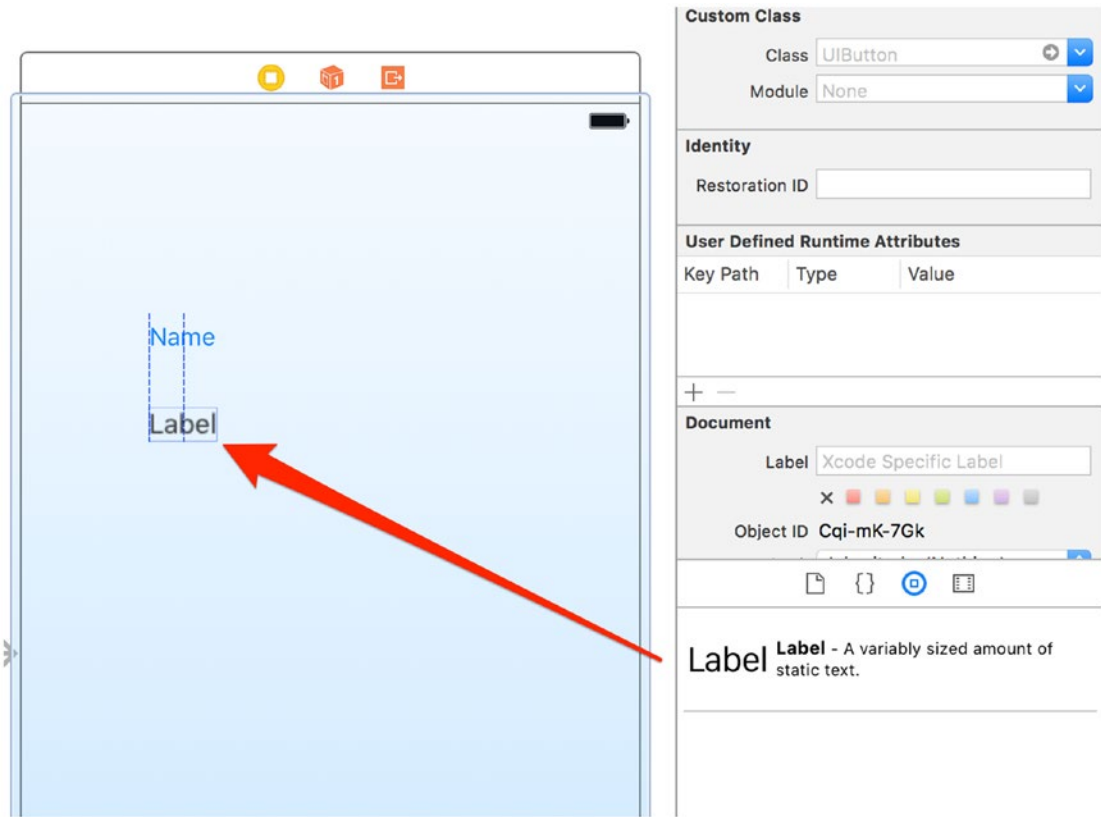 Custom Class
Class UIButton
Module None
Identity
Restoration ID
User Defined Runtime Attributes
Key Path Type Value
Name
Label
+ —
Document
Label Xcode Specific Label
Object ID Cqi-mK-7Gk
{}
Label
Label - A variably sized amount of
static text.